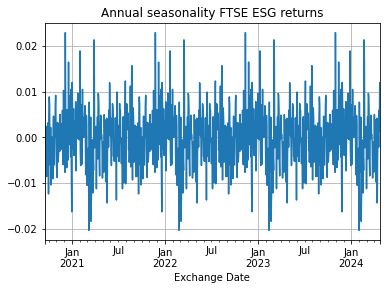 Annual seasonality FTSE ESG returns
0.02
0.01
0.00
−0.01
−0.02
Jan Jul Jan Jul Jan Jul Jan
2021 2022 2023 2024
Exchange Date